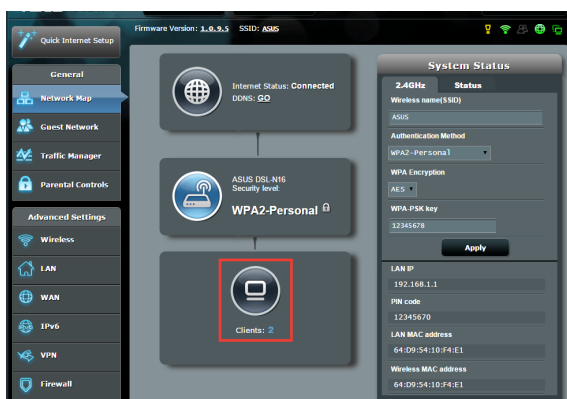 Quick Internet Setup
Firmware Version: 1.0.9.5 SSID: ASUS
General
Network Map
Guest Network
Traffic Manager
Parental Controls
Advanced Settings
Wireless
LAN
WAN
IPv6
VPN
Firewall
Internet Status: Connected
DDNS: GO
ASUS DSL-N16
Security level:
WPA2-Personal
Clients: 2
System Status
2.4GHz Status
Wireless name(SSID)
ASUS
Authentication Method
WPA2-Personal
WPA Encryption
AES
WPA-PSK key
12345678
Apply
LAN IP
192.168.1.1
PIN code
12345670
LAN MAC address
64:D9:54:10:F4:E1
Wireless MAC address
64:D9:54:10:F4:E1